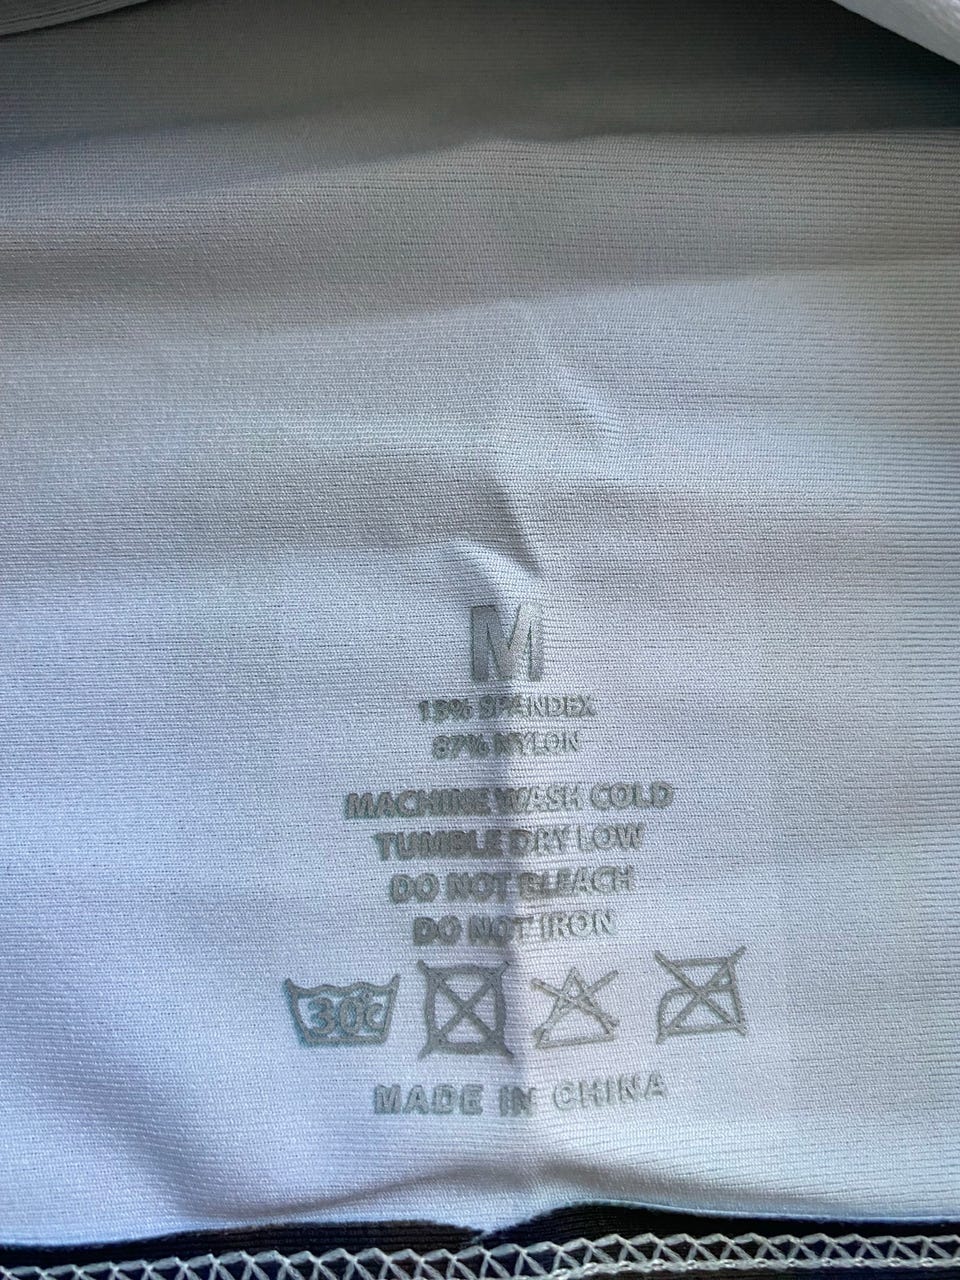 M
13% SPANDEX
87% NYLON
MACHINE WASH COLD
TUMBLE DRY LOW
DO NOT BLEACH
DO NOT IRON
30°C
MADE IN CHINA